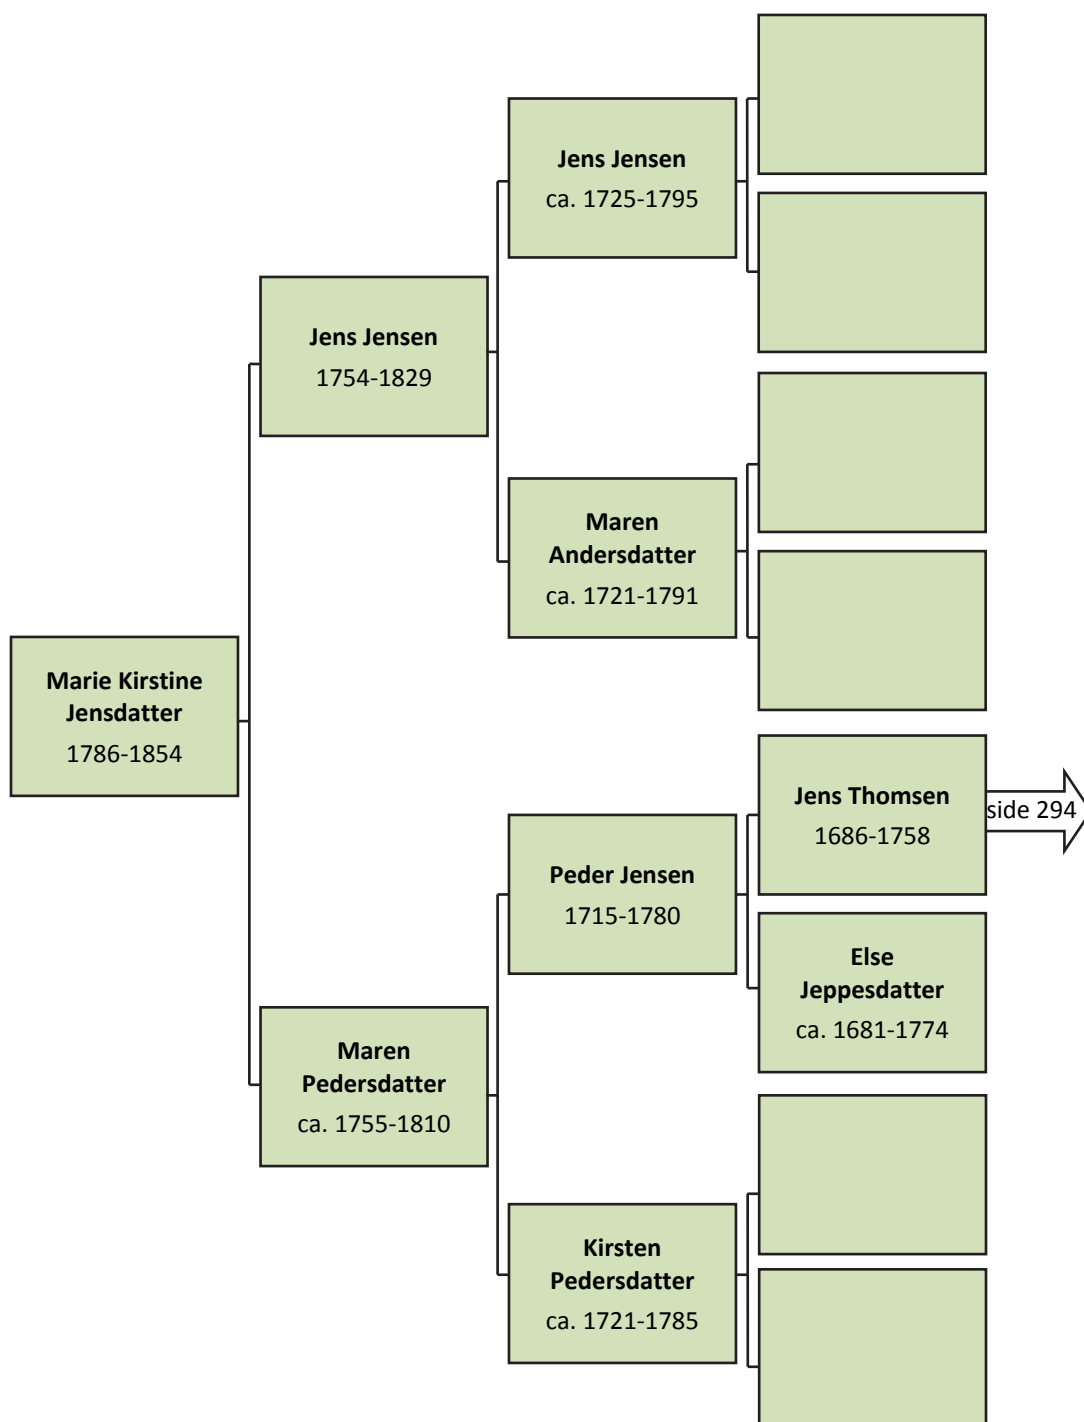 Jens Jensen
ca. 1725-1795
Jens Jensen
1754-1829
Maren
Andersdatter
ca. 1721-1791
Marie Kirstine
Jensdatter
1786-1854
Jens Thomsen
1686-1758
side 294
Peder Jensen
1715-1780
Else
Jeppesdatter
ca. 1681-1774
Maren
Pedersdatter
ca. 1755-1810
Kirsten
Pedersdatter
ca. 1721-1785